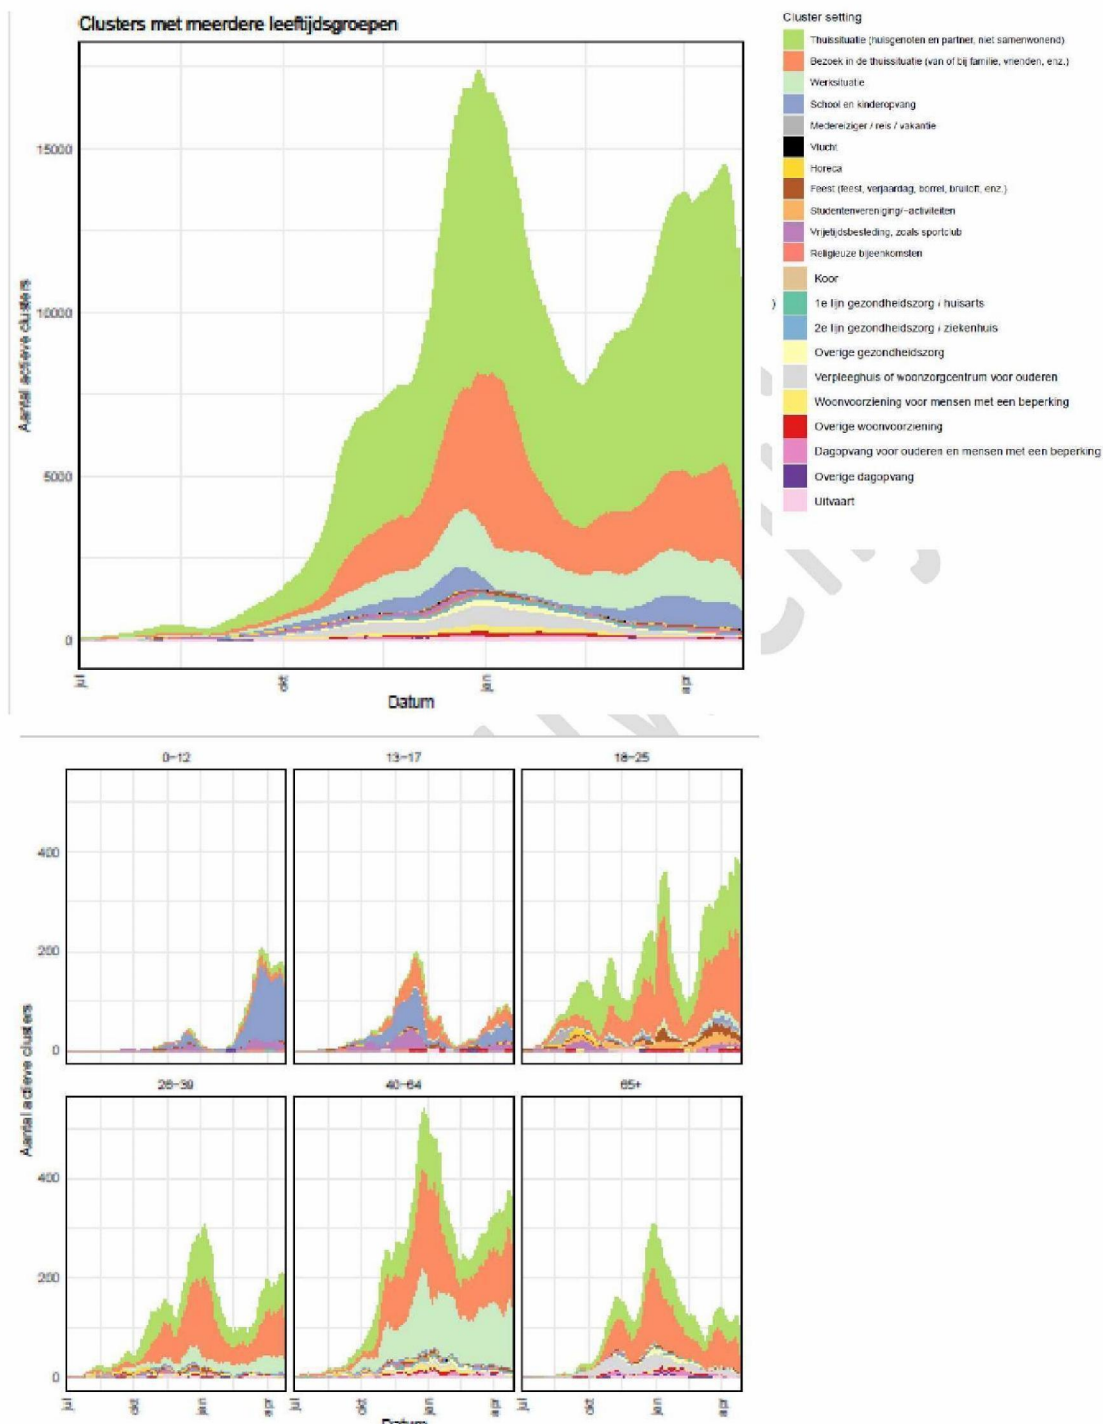 Clusters met meerdere leeftijdsgroepen
Aantal actieve clusters
15000
10000
5000
0
jul
okt
jan
apr
Datum
Cluster setting
Thuissituatie (huisgenoten en partner, niet samenwonend)
Bezoek in de thuissituatie (van of bij familie, vrienden, enz.)
Werksituatie
School en kinderopvang
Medereiziger / reis / vakantie
Vlucht
Horeca
Feest (feest, verjaardag, borrel, bruiloft, enz.)
Studentenvereniging/-activiteiten
Vrijetijdsbesteding, zoals sportclub
Religieuze bijeenkomsten
Koor
)
1e lijn gezondheidszorg / huisarts
2e lijn gezondheidszorg / ziekenhuis
Overige gezondheidszorg
Verpleeghuis of woonzorgcentrum voor ouderen
Woonvoorziening voor mensen met een beperking
Overige woonvoorziening
Dagopvang voor ouderen en mensen met een beperking
Overige dagopvang
Uitvaart
0-12
13-17
18-25
Aantal actieve clusters
400
200
0
26-39
40-64
65+
400
200
0
jul
okt
jan
apr
jul
okt
jan
apr
jul
okt
jan
apr
Datum